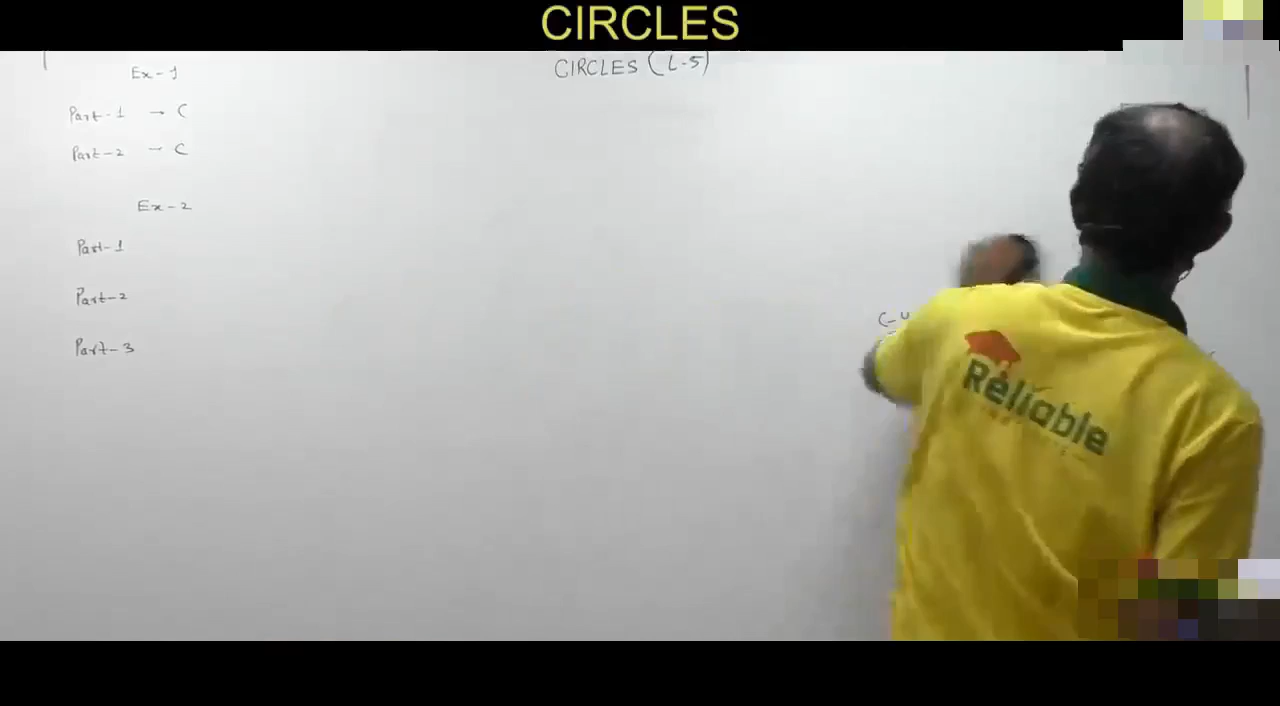 CIRCLES
CIRCLES (L-5)
Ex-1
Part-1 → C
Part-2 – C
Ex-2
Part-1
Part-2
Part-3
Reliable